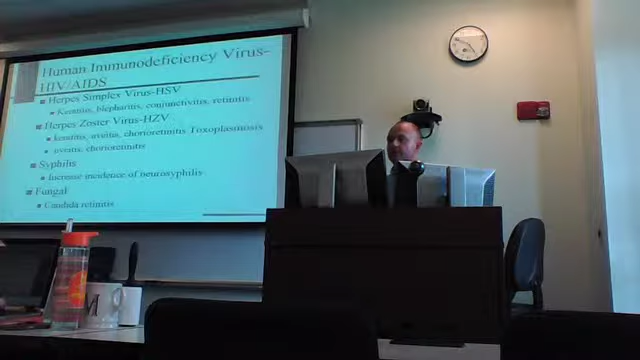 Human Immunodeficiency Virus-
HIV/AIDS
Herpes Simplex Virus-HSV
Keratitis, blepharitis, conjunctivitis, retinitis
Herpes Zoster Virus-HZV
keratitis, uveitis, chorioretinitis Toxoplasmosis
uveitis, chorioretinitis
Syphilis
Increase incidence of neurosyphilis
Fungal
Candida retinitis
M